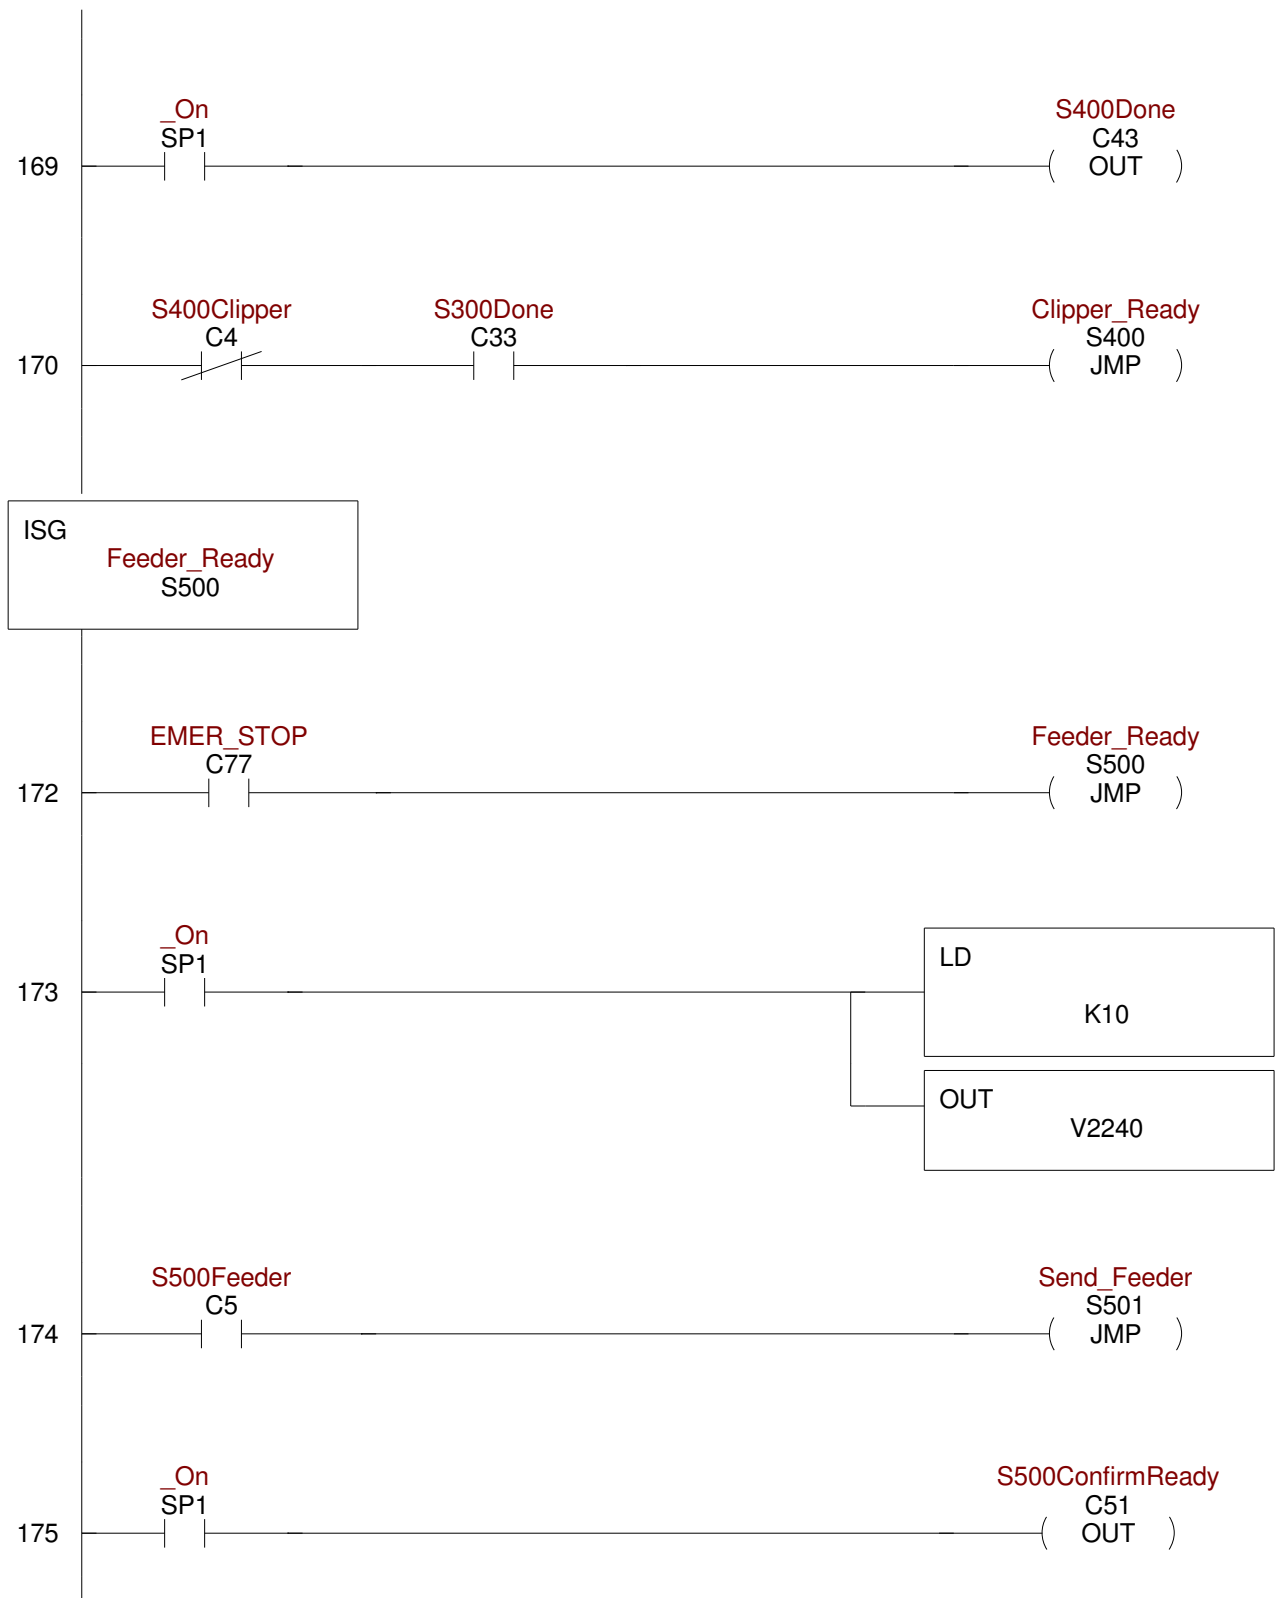 _On
SP1
S400Done
C43
169
OUT
S400Clipper
C4
S300Done
C33
Clipper_Ready
S400
170
JMP
ISG
Feeder_Ready
S500
EMER_STOP
C77
Feeder_Ready
S500
172
JMP
_On
SP1
173
LD
K10
OUT
V2240
S500Feeder
C5
Send_Feeder
S501
174
JMP
_On
SP1
S500ConfirmReady
C51
175
OUT